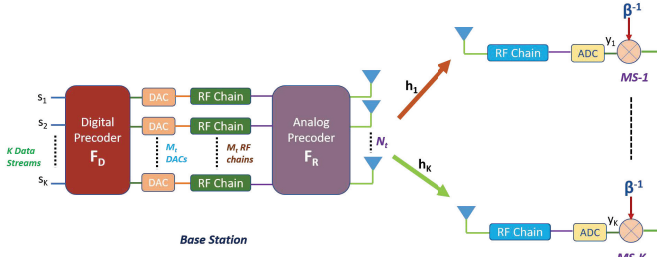 β-1
y1
RF Chain
ADC
MS-1
h1
s1
DAC
RF Chain
s2
DAC
RF Chain
Digital
Precoder
FD
Analog
Precoder
FR
K Data
Streams
Mt
DACs
Mt RF
chains
Nt
sK
DAC
RF Chain
hK
β-1
yK
RF Chain
ADC
MS-K
Base Station